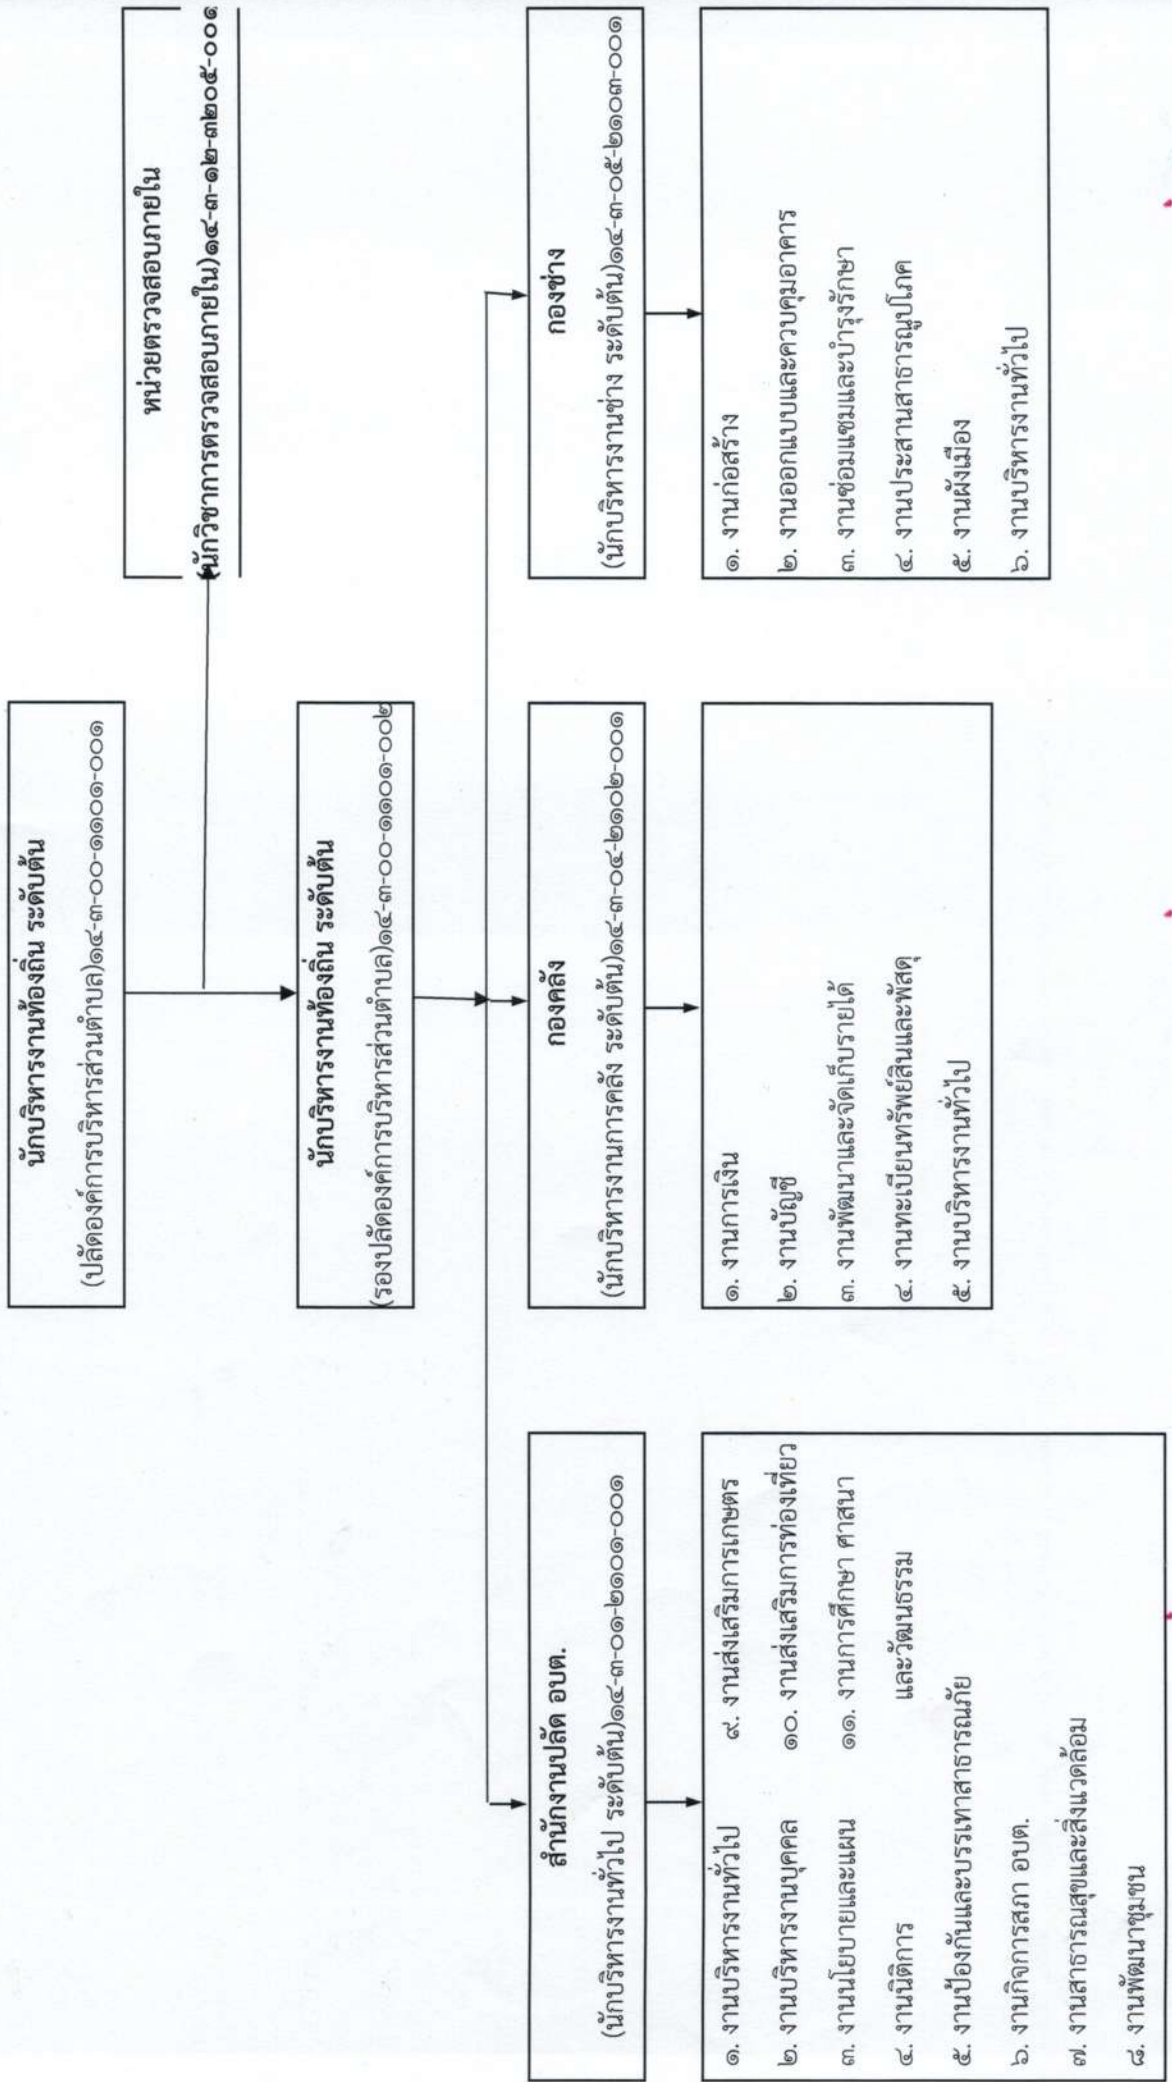 นักบริหารงานท้องถิ่น ระดับต้น
(ปลัดองค์การบริหารส่วนตำบล)๑๔-๓-๐๐-๑๑๐๑-๐๐๑
หน่วยตรวจสอบภายใน
(นักวิชาการตรวจสอบภายใน)๑๔-๓-๑๒-๓๒๐๕-๐๐๑
นักบริหารงานท้องถิ่น ระดับต้น
(รองปลัดองค์การบริหารส่วนตำบล)๑๔-๓-๐๐-๑๑๐๑-๐๐๒
สำนักงานปลัด อบต.
(นักบริหารงานทั่วไป ระดับต้น)๑๔-๓-๐๑-๒๑๐๑-๐๐๑
๑. งานบริหารงานทั่วไป
๒. งานบริหารงานบุคคล
๓. งานนโยบายและแผน
๔. งานนิติการ
๕. งานป้องกันและบรรเทาสาธารณภัย
๖. งานกิจการสภา อบต.
๗. งานสาธารณสุขและสิ่งแวดล้อม
๘. งานพัฒนาชุมชน
๙. งานส่งเสริมการเกษตร
๑๐. งานส่งเสริมการท่องเที่ยว
๑๑. งานการศึกษา ศาสนา
และวัฒนธรรม
กองคลัง
(นักบริหารงานการคลัง ระดับต้น)๑๔-๓-๐๔-๒๑๐๒-๐๐๑
๑. งานการเงิน
๒. งานบัญชี
๓. งานพัฒนาและจัดเก็บรายได้
๔. งานทะเบียนทรัพย์สินและพัสดุ
๕. งานบริหารงานทั่วไป
กองช่าง
(นักบริหารงานช่าง ระดับต้น)๑๔-๓-๐๕-๒๑๐๓-๐๐๑
๑. งานก่อสร้าง
๒. งานออกแบบและควบคุมอาคาร
๓. งานซ่อมแซมและบำรุงรักษา
๔. งานประสานสาธารณูปโภค
๕. งานผังเมือง
๖. งานบริหารงานทั่วไป